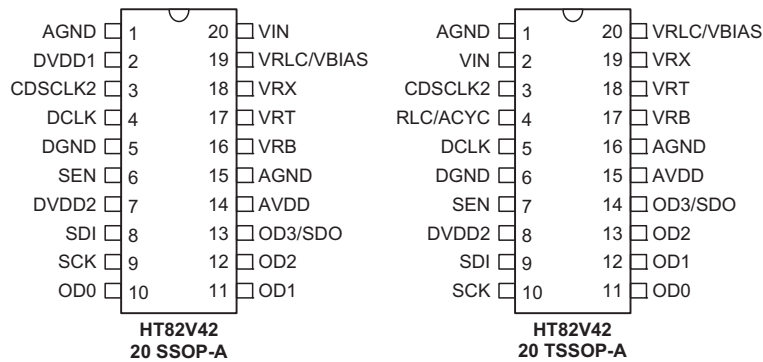 AGND 1 20 VIN AGND 1 20 VRLC/VBIAS
DVDD1 2 19 VRLC/VBIAS VIN 2 19 VRX
CDSCLK2 3 18 VRX CDSCLK2 3 18 VRT
DCLK 4 17 VRT RLC/ACYC 4 17 VRB
DGND 5 16 VRB DCLK 5 16 AGND
SEN 6 15 AGND DGND 6 15 AVDD
DVDD2 7 14 AVDD SEN 7 14 OD3/SDO
SDI 8 13 OD3/SDO DVDD2 8 13 OD2
SCK 9 12 OD2 SDI 9 12 OD1
OD0 10 11 OD1 SCK 10 11 OD0
HT82V42 HT82V42
20 SSOP-A 20 TSSOP-A